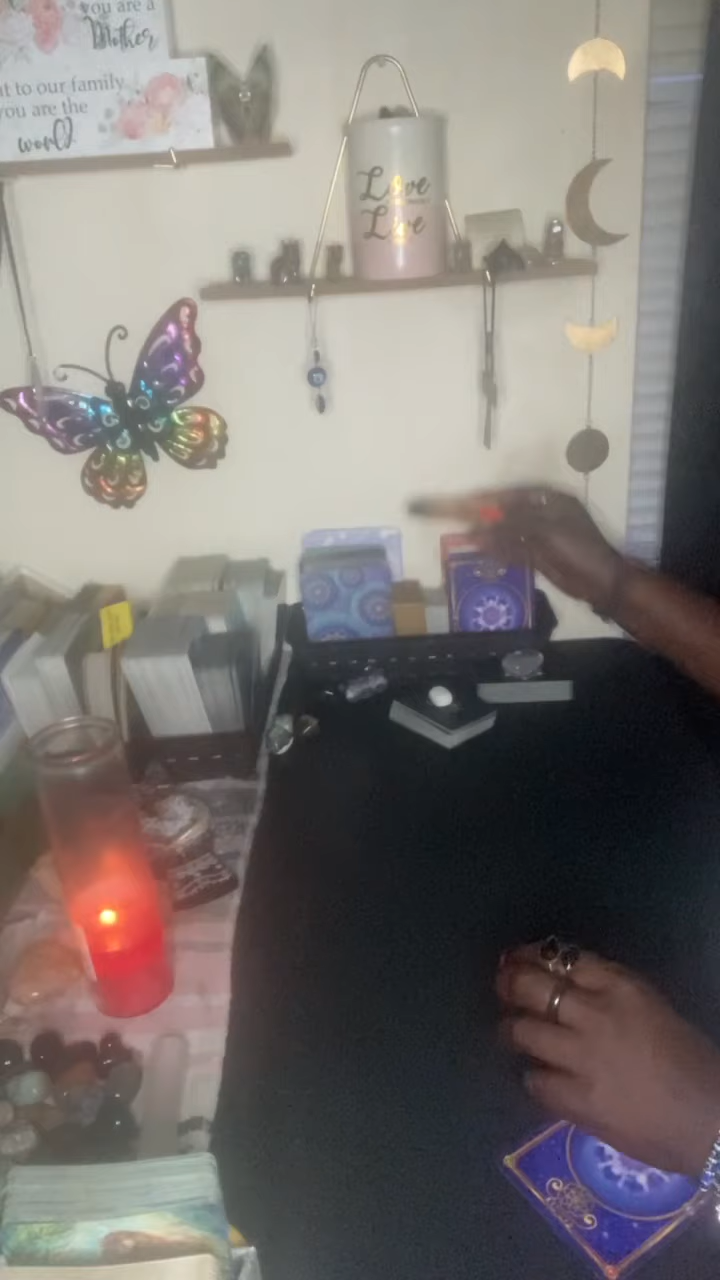 you are a
Mother
t to our family
you are the
world
Love
Live